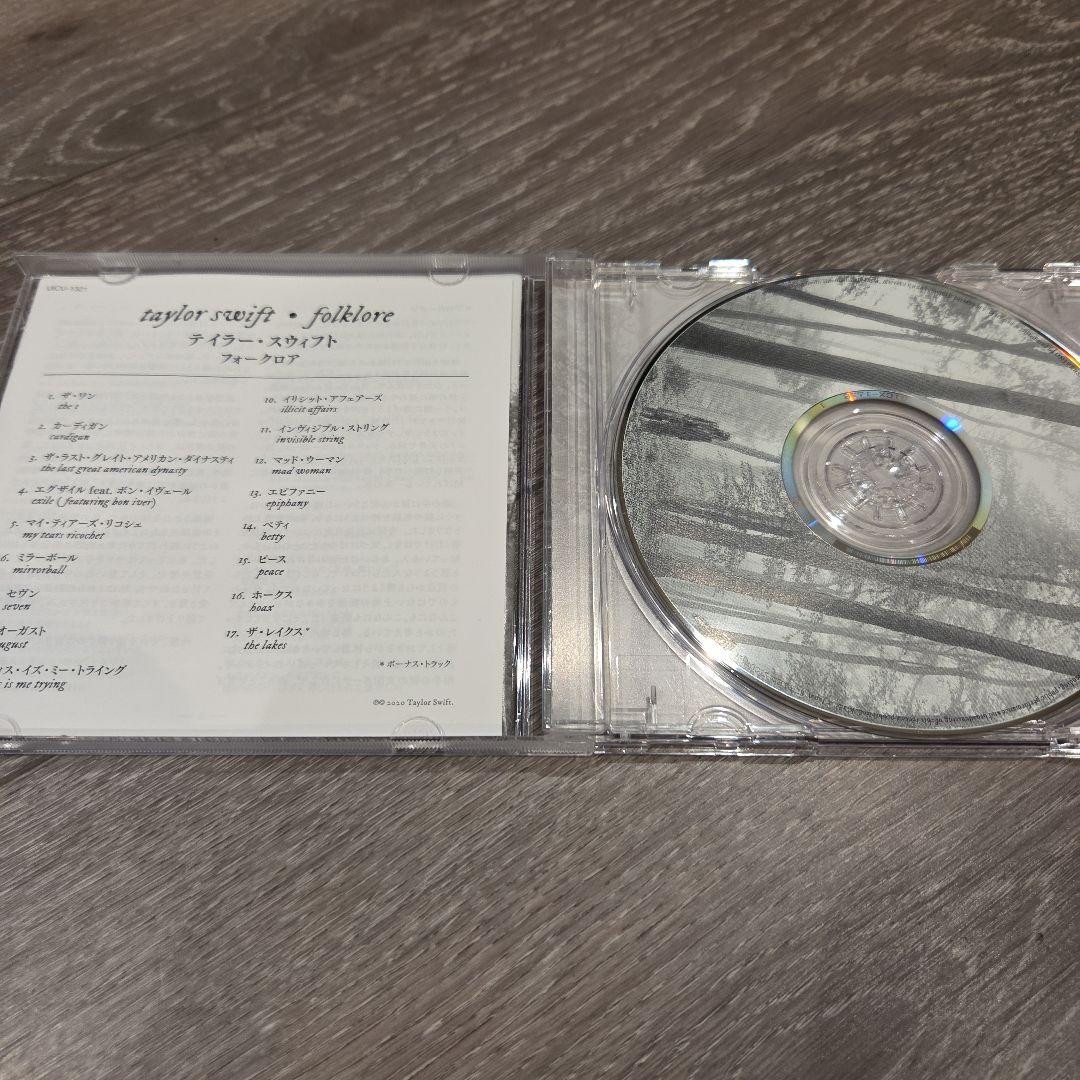 taylor swift • folklore
テイラー・スウィフト
フォークロア
1. ザ・ワン
the 1
2. カーディガン
cardigan
3. ザ・ラスト・グレイト・アメリカン・ダイナスティ
the last great american dynasty
4. エグザイル feat. ボン・イヴェール
exile (featuring bon iver)
5. マイ・ティアーズ・リコシェ
my tears ricochet
6. ミラーボール
mirrorball
セヴン
seven
オーガスト
ugust
ス・イズ・ミー・トライング
is me trying
10. イリシット・アフェアーズ
illicit affairs
11. インヴィジブル・ストリング
invisible string
12. マッド・ウーマン
mad woman
13. エピファニー
epiphany
14. ベティ
betty
15. ピース
peace
16. ホークス
hoax
17. ザ・レイクス*
the lakes
* ボーナス・トラック
℗© 2020 Taylor Swift.